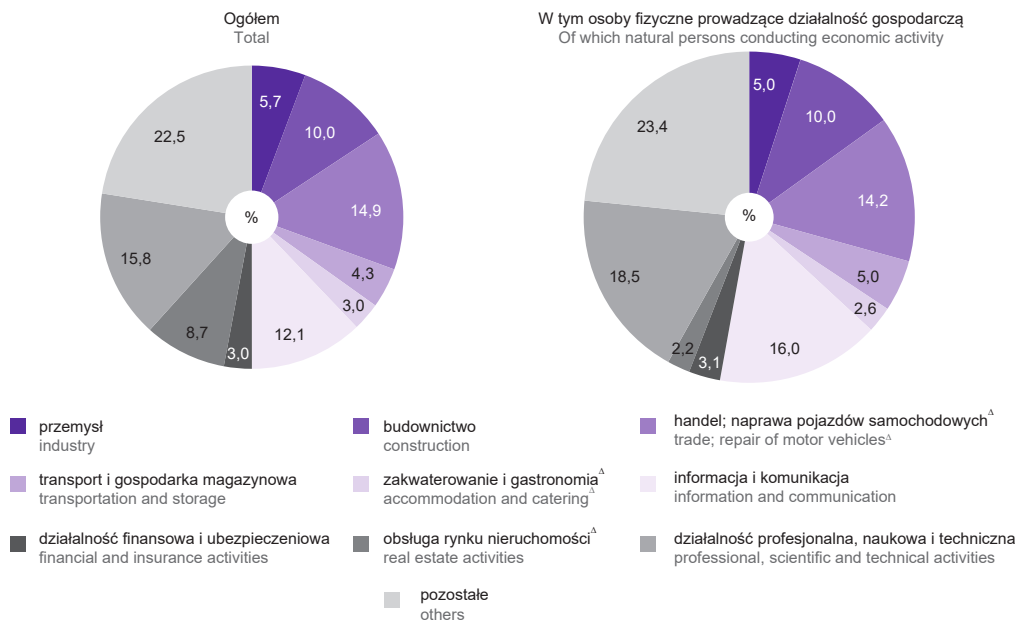 Ogółem
Total
W tym osoby fizyczne prowadzące działalność gospodarczą
Of which natural persons conducting economic activity
5,7
10,0
14,9
4,3
3,0
12,1
3,0
8,7
15,8
22,5
%
5,0
10,0
14,2
5,0
2,6
16,0
3,1
2,2
18,5
23,4
%
przemysł
industry
budownictwo
construction
handel; naprawa pojazdów samochodowych^Δ
trade; repair of motor vehicles^Δ
transport i gospodarka magazynowa
transportation and storage
zakwaterowanie i gastronomia^Δ
accommodation and catering^Δ
informacja i komunikacja
information and communication
działalność finansowa i ubezpieczeniowa
financial and insurance activities
obsługa rynku nieruchomości^Δ
real estate activities
działalność profesjonalna, naukowa i techniczna
professional, scientific and technical activities
pozostałe
others